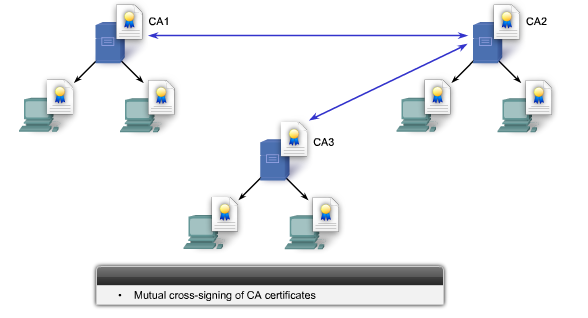 CA1
CA2
CA3
• Mutual cross-signing of CA certificates